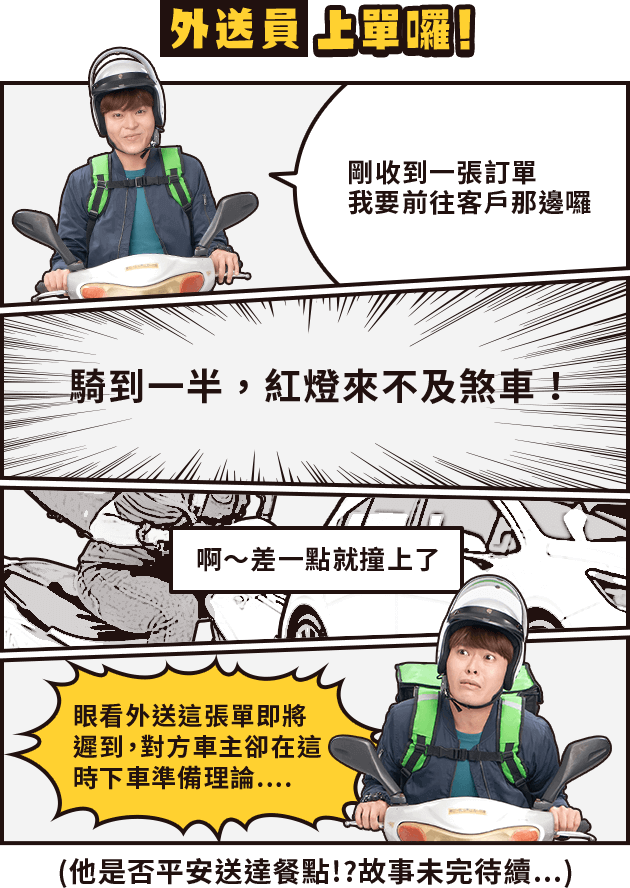 外送員上單囉!
剛收到一張訂單
我要前往客戶那邊囉
騎到一半，紅燈來不及煞車！
啊～差一點就撞上了
眼看外送這張單即將
遲到，對方車主卻在這
時下車準備理論....
(他是否平安送達餐點!?故事未完待續...)